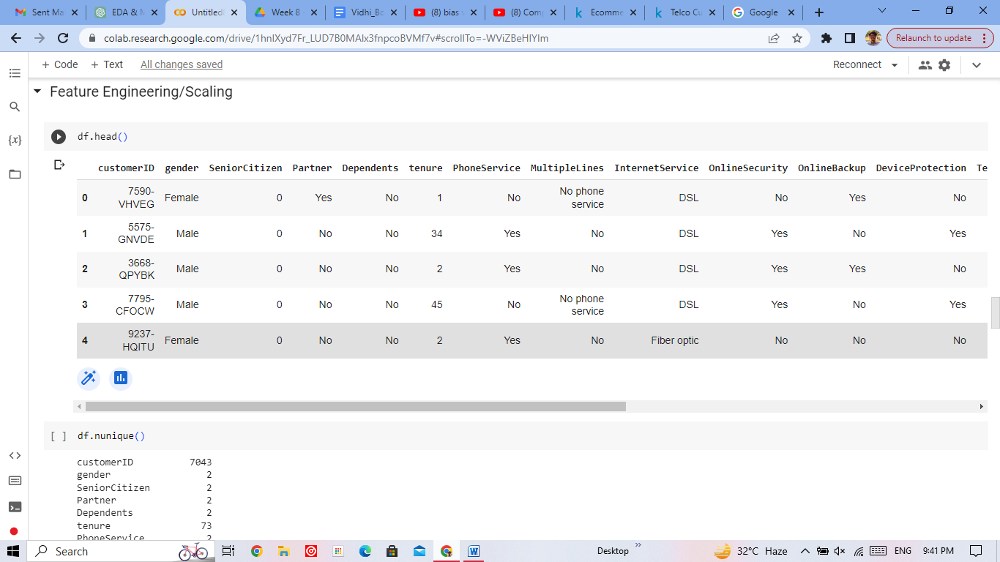 Sent Ma
EDA & M
Untitled
Week 8
Vidhi_Bo
(8) bias v
(8) Com
Ecomme
Telco Cu
Google
colab.research.google.com/drive/1hnlXyd7Fr_LUD7B0MAlx3fnpcoBVMf7v#scrollTo=-WViZBeHIYlm
Relaunch to update
+ Code + Text All changes saved
Reconnect
Feature Engineering/Scaling
df.head()
customerID gender SeniorCitizen Partner Dependents tenure PhoneService MultipleLines InternetService OnlineSecurity OnlineBackup DeviceProtection Te
0 7590-VHVEG Female 0 Yes No 1 No No phone service DSL No Yes No
1 5575-GNVDE Male 0 No No 34 Yes No DSL Yes No Yes
2 3668-QPYBK Male 0 No No 2 Yes No DSL Yes Yes No
3 7795-CFOCW Male 0 No No 45 No No phone service DSL Yes No Yes
4 9237-HQITU Female 0 No No 2 Yes No Fiber optic No No No
[ ] df.nunique()
customerID 7043
gender 2
SeniorCitizen 2
Partner 2
Dependents 2
tenure 73
PhoneService 2
Search
Desktop
32°C Haze
ENG
9:41 PM